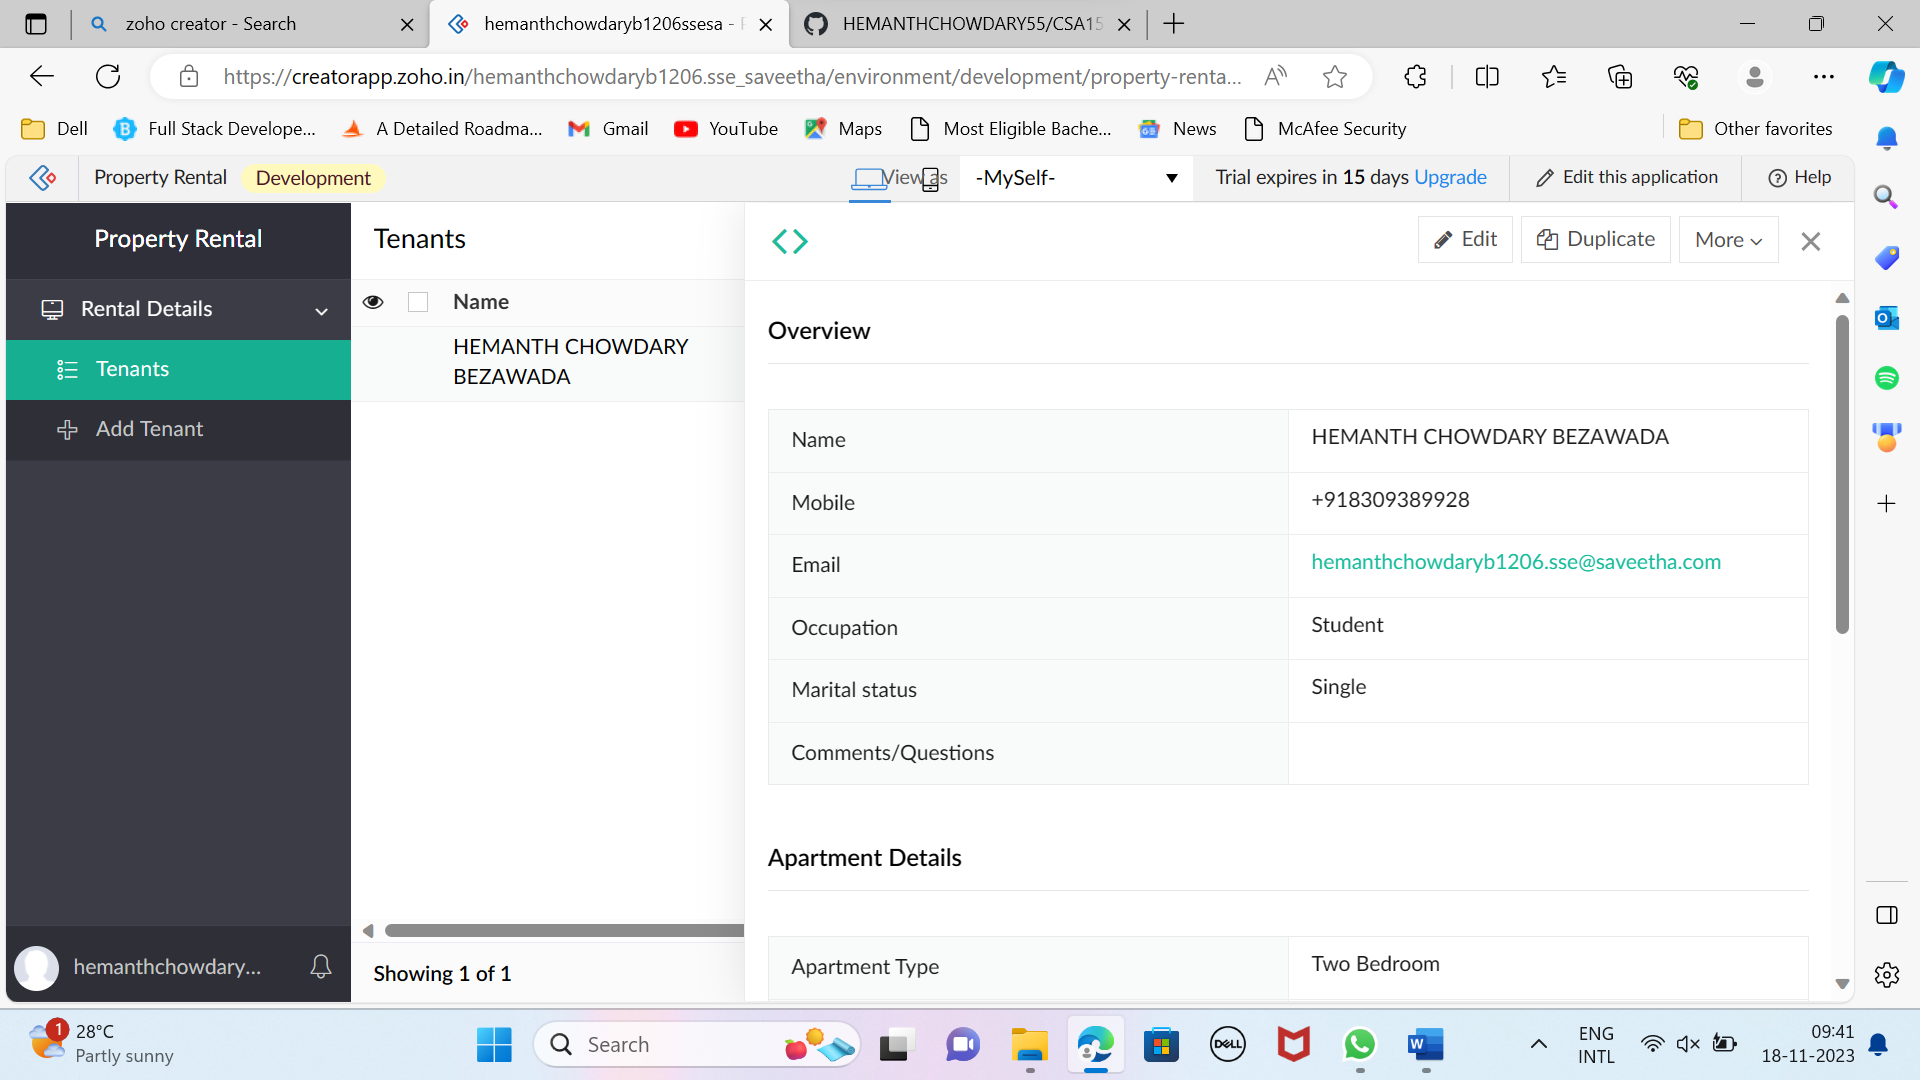 zoho creator - Search
hemanthchowdaryb1206ssesa -
HEMANTHCHOWDARY55/CSA15
https://creatorapp.zoho.in/hemanthchowdaryb1206.sse_saveetha/environment/development/property-renta...
Dell
Full Stack Develope...
A Detailed Roadma...
Gmail
YouTube
Maps
Most Eligible Bache...
News
McAfee Security
Other favorites
Property Rental
Development
View as
-MySelf-
Trial expires in 15 days Upgrade
Edit this application
Help
Property Rental
Tenants
Edit
Duplicate
More
Rental Details
Tenants
Add Tenant
Name
HEMANTH CHOWDARY
BEZAWADA
Overview
Name HEMANTH CHOWDARY BEZAWADA
Mobile +918309389928
Email hemanthchowdaryb1206.sse@saveetha.com
Occupation Student
Marital status Single
Comments/Questions
Apartment Details
Apartment Type Two Bedroom
hemanthchowdary...
Showing 1 of 1
1
28°C
Partly sunny
Search
DELL
W
ENG
INTL
09:41
18-11-2023